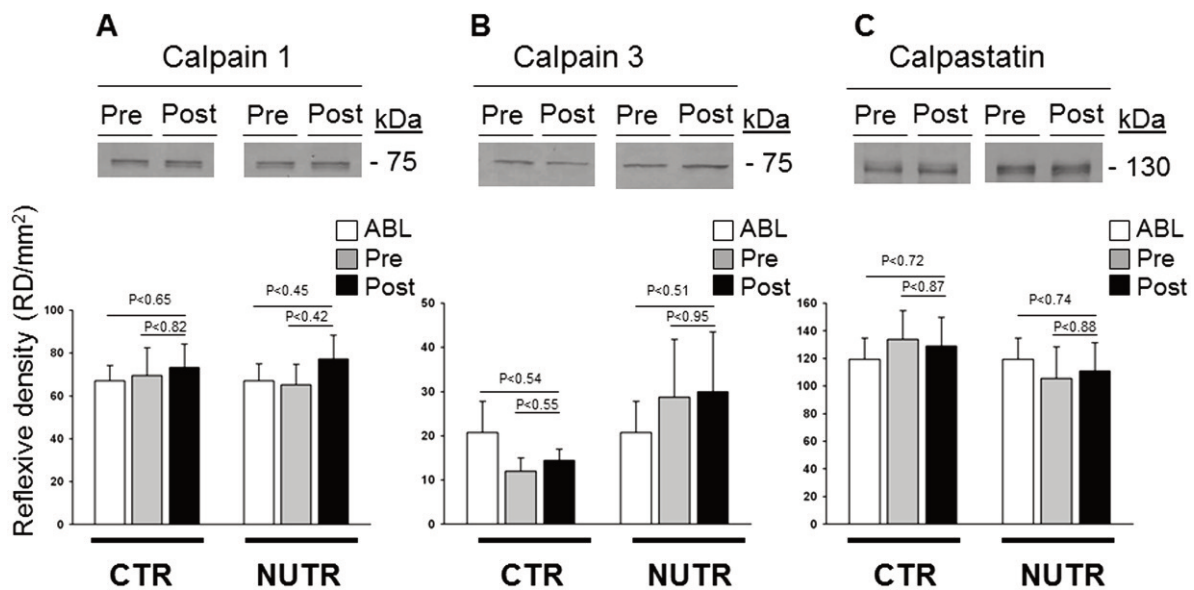 A
Calpain 1
Pre Post Pre Post kDa
- 75
B
Calpain 3
Pre Post Pre Post kDa
- 75
C
Calpastatin
Pre Post Pre Post kDa
- 130
Reflexive density (RD/mm²)
ABL
Pre
Post
P<0.65
P<0.82
P<0.45
P<0.42
100
80
60
40
20
0
CTR NUTR
ABL
Pre
Post
P<0.54
P<0.55
P<0.51
P<0.95
50
40
30
20
10
0
CTR NUTR
ABL
Pre
Post
P<0.72
P<0.87
P<0.74
P<0.88
160
140
120
100
80
60
40
20
0
CTR NUTR